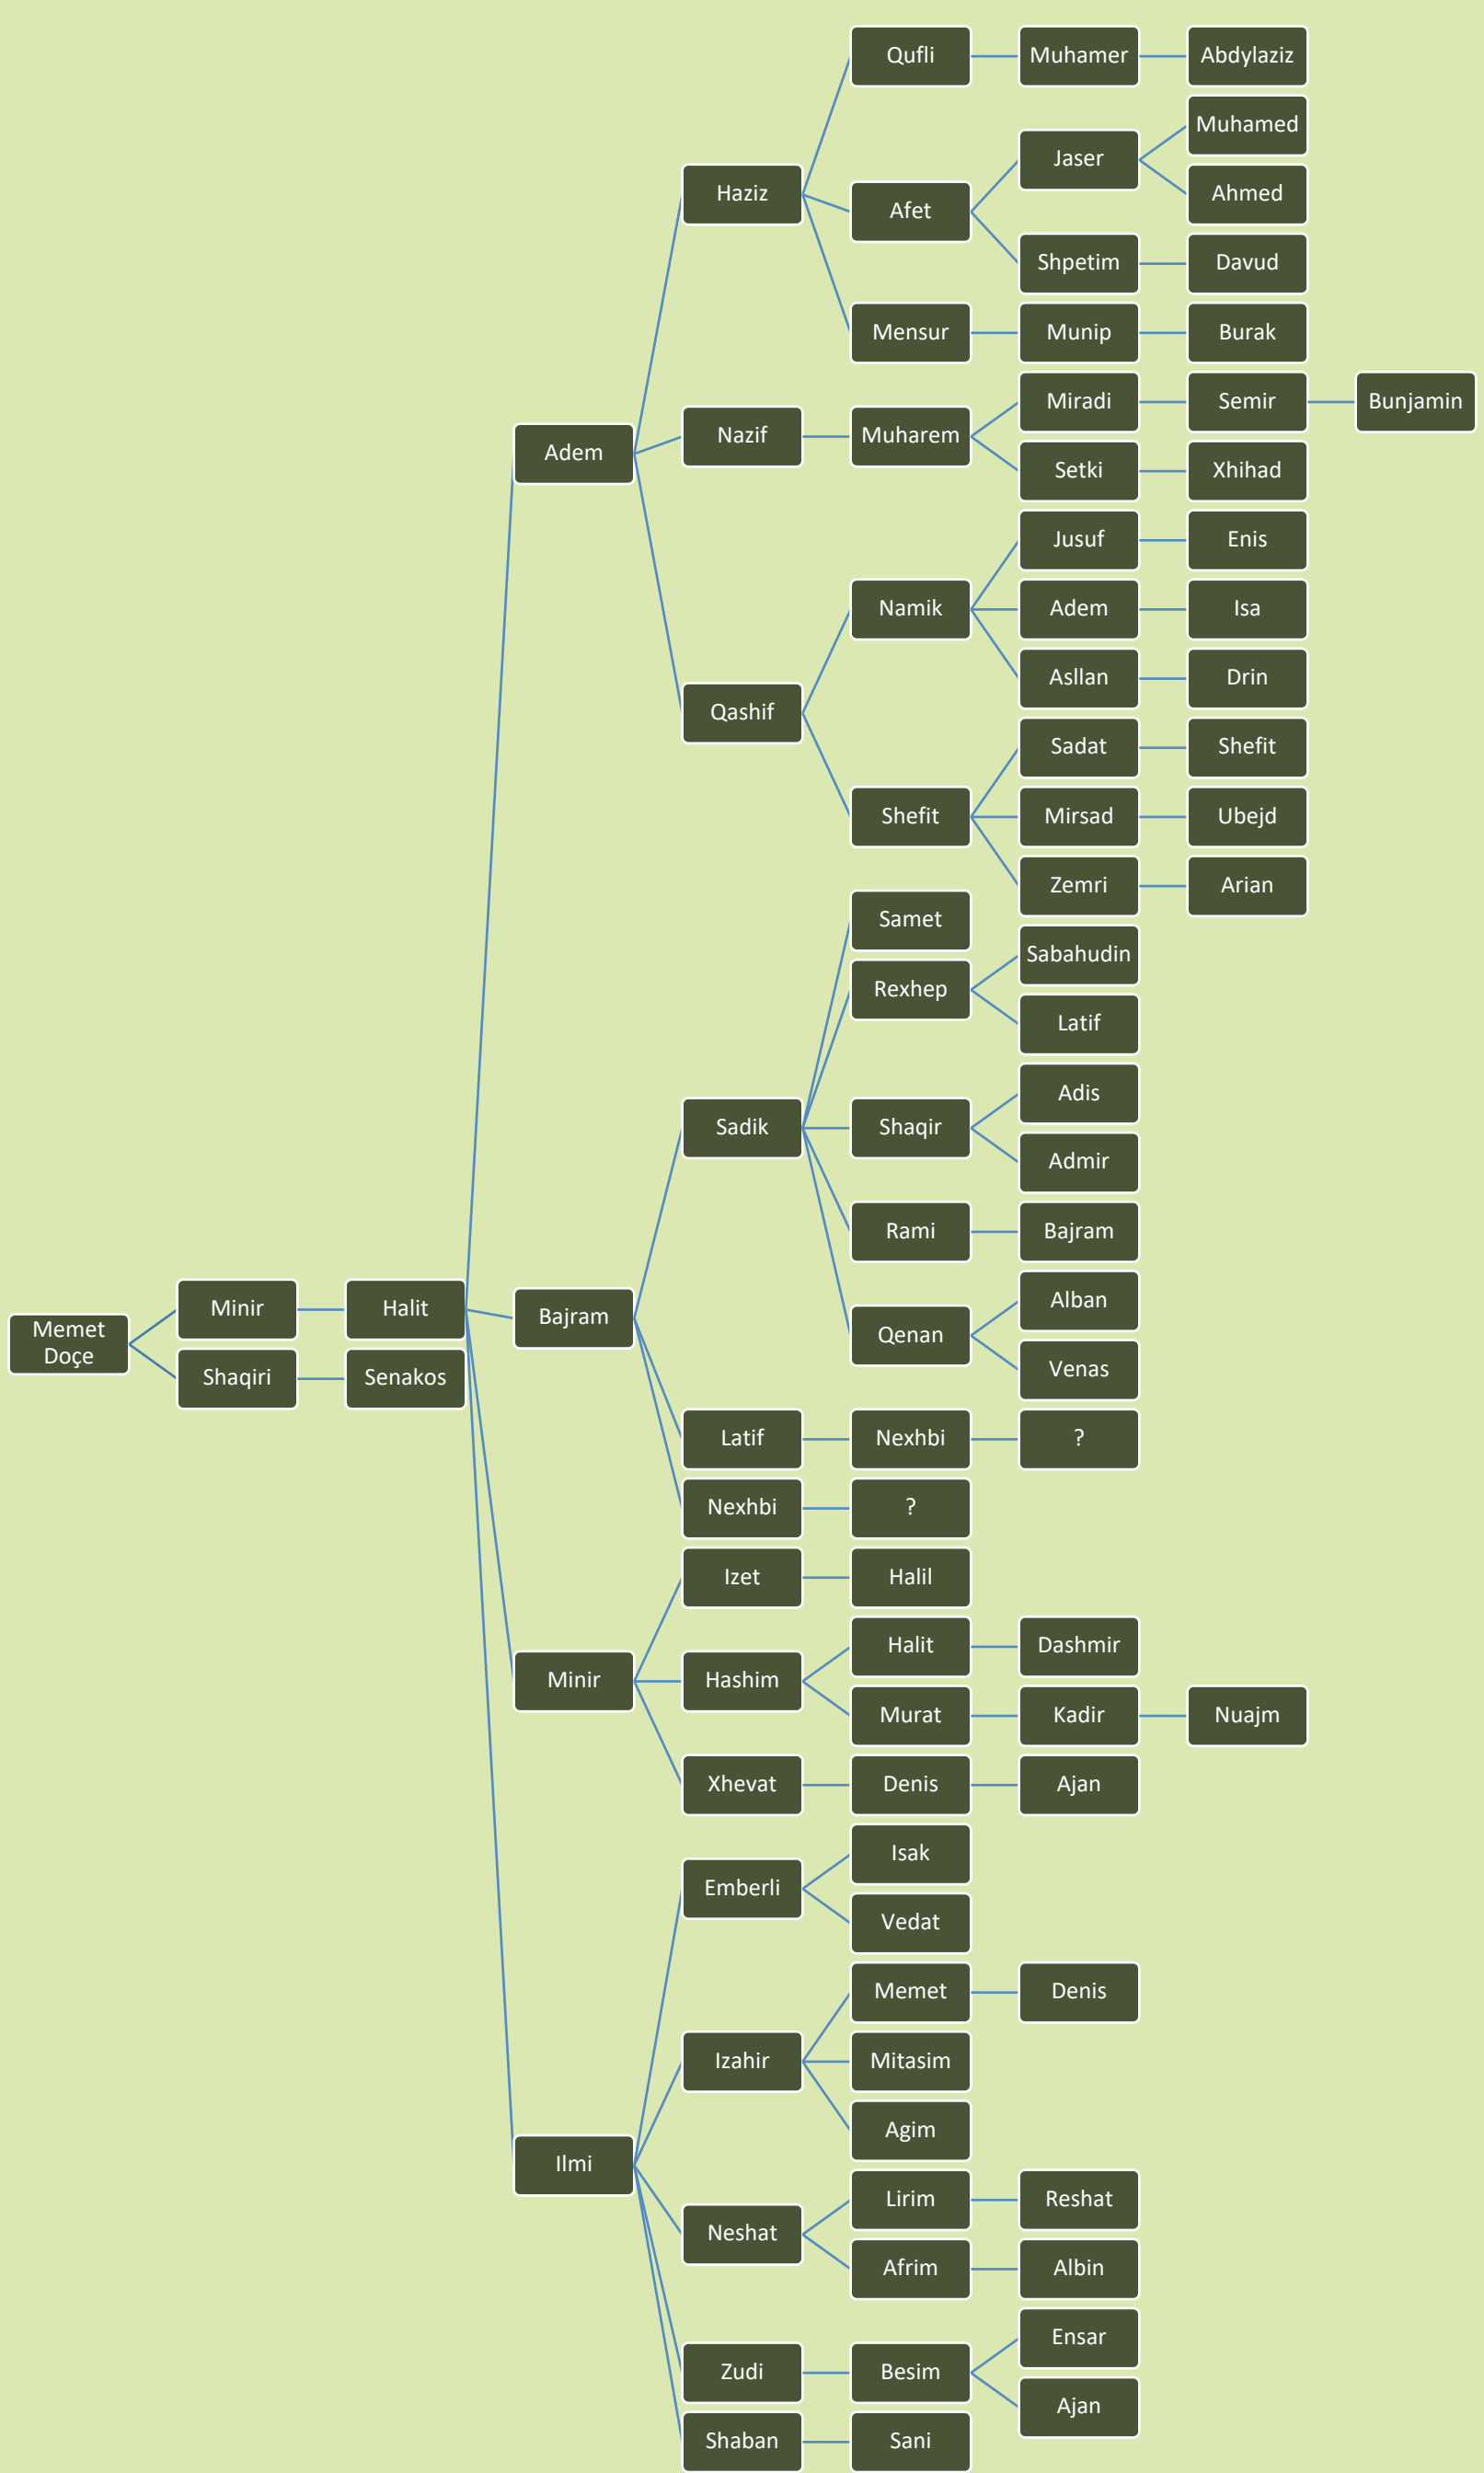 Qufli
Muhamer
Abdylaziz
Muhamed
Jaser
Haziz
Ahmed
Afet
Shpetim
Davud
Mensur
Munip
Burak
Miradi
Semir
Bunjamin
Nazif
Muharem
Adem
Setki
Xhihad
Jusuf
Enis
Namik
Adem
Isa
Asllan
Drin
Qashif
Sadat
Shefit
Shefit
Mirsad
Ubejd
Zemri
Arian
Samet
Sabahudin
Rexhep
Latif
Adis
Sadik
Shaqir
Admir
Rami
Bajram
Alban
Minir
Halit
Bajram
Qenan
Memet
Doçe
Venas
Shaqiri
Senakos
Latif
Nexhbi
?
Nexhbi
?
Izet
Halil
Halit
Dashmir
Minir
Hashim
Murat
Kadir
Nuajm
Xhevat
Denis
Ajan
Isak
Emberli
Vedat
Memet
Denis
Izahir
Mitasim
Agim
Ilmi
Lirim
Reshat
Neshat
Afrim
Albin
Ensar
Zudi
Besim
Ajan
Shaban
Sani